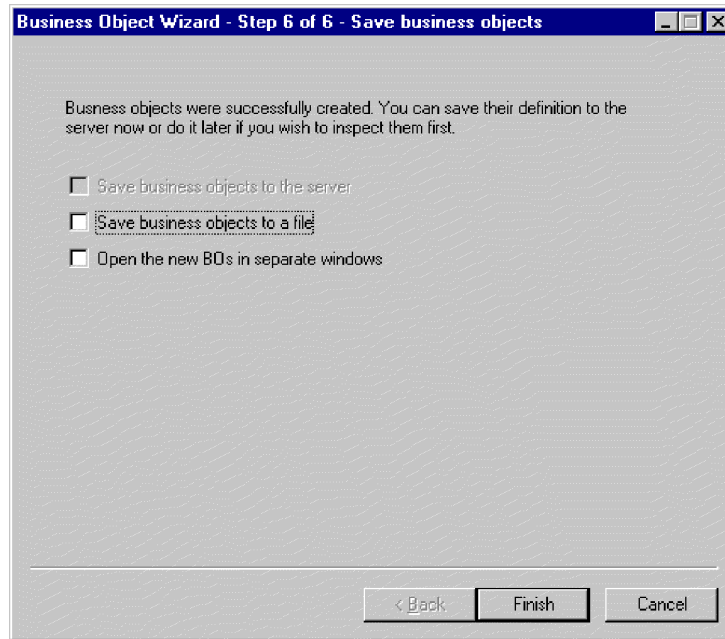 Business Object Wizard - Step 6 of 6 - Save business objects
Busness objects were successfully created. You can save their definition to the
server now or do it later if you wish to inspect them first.
Save business objects to the server
Save business objects to a file
Open the new BOs in separate windows
< Back
Finish
Cancel